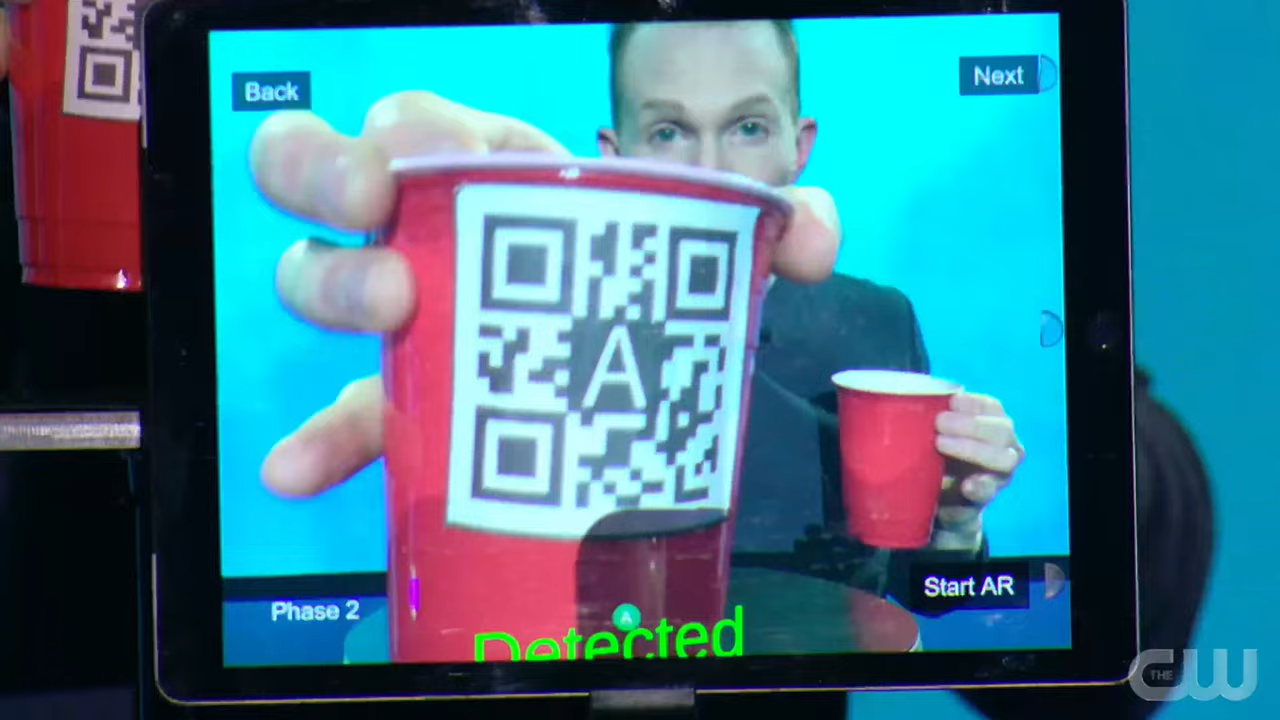 Back
Next
A
Start AR
Phase 2
A
Detected
THE CW